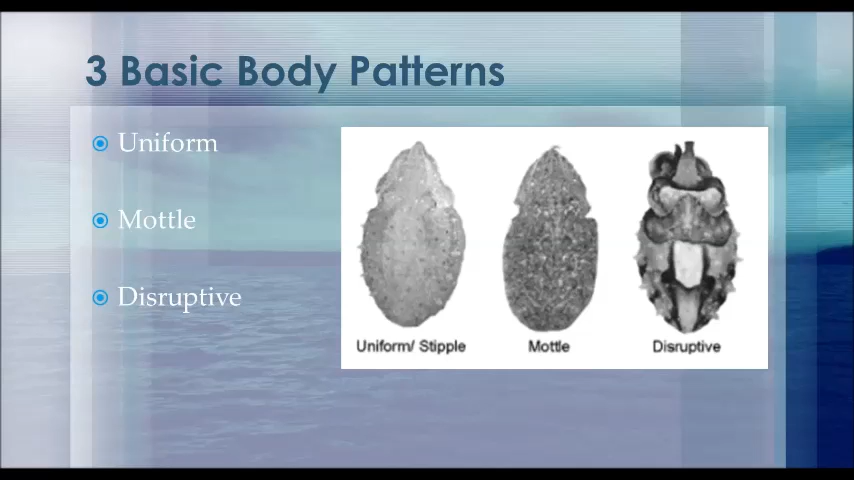 3 Basic Body Patterns
Uniform
Mottle
Disruptive
Uniform/ Stipple
Mottle
Disruptive